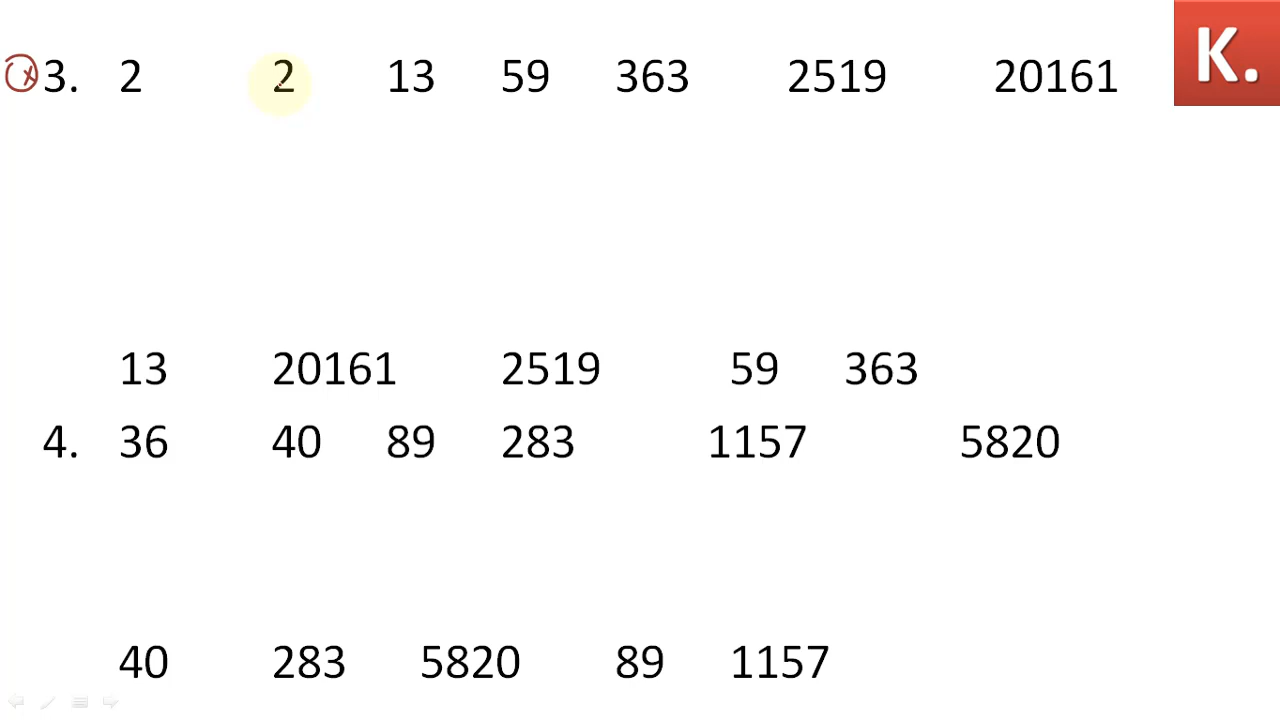 (x) 3. 2 2 13 59 363 2519 20161
K.
13 20161 2519 59 363
4. 36 40 89 283 1157 5820
40 283 5820 89 1157